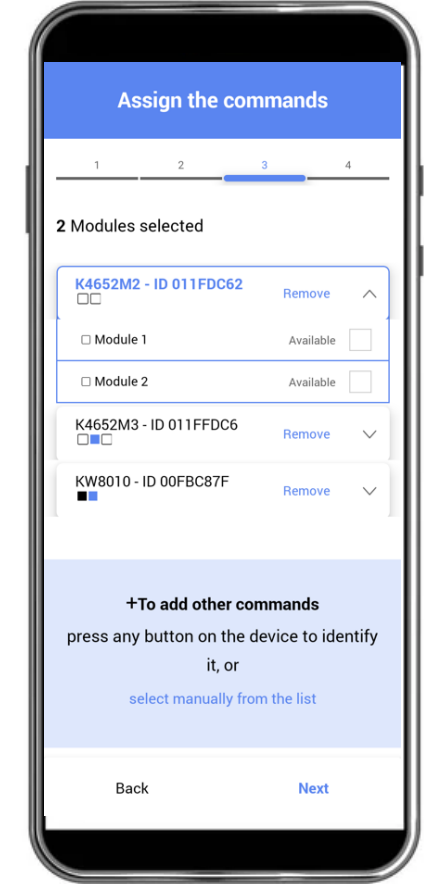 Assign the commands
1 2 3 4
2 Modules selected
K4652M2 - ID 011FDC62
Remove
Module 1 Available
Module 2 Available
K4652M3 - ID 011FFDC6
Remove
KW8010 - ID 00FBC87F
Remove
+To add other commands
press any button on the device to identify
it, or
select manually from the list
Back Next